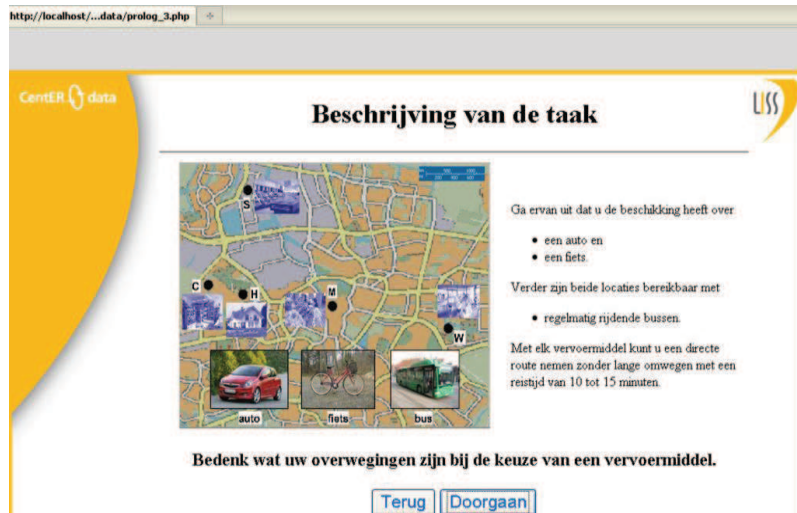 http://localhost/...data/prolog_3.php
CentER data
LISS
Beschrijving van de taak
S
C
H
M
W
auto
fiets
bus
Ga ervan uit dat u de beschikking heeft over
• een auto en
• een fiets.
Verder zijn beide locaties bereikbaar met
• regelmatig rijdende bussen.
Met elk vervoermiddel kunt u een directe
route nemen zonder lange omwegen met een
reistijd van 10 tot 15 minuten.
Bedenk wat uw overwegingen zijn bij de keuze van een vervoermiddel.
Terug
Doorgaan